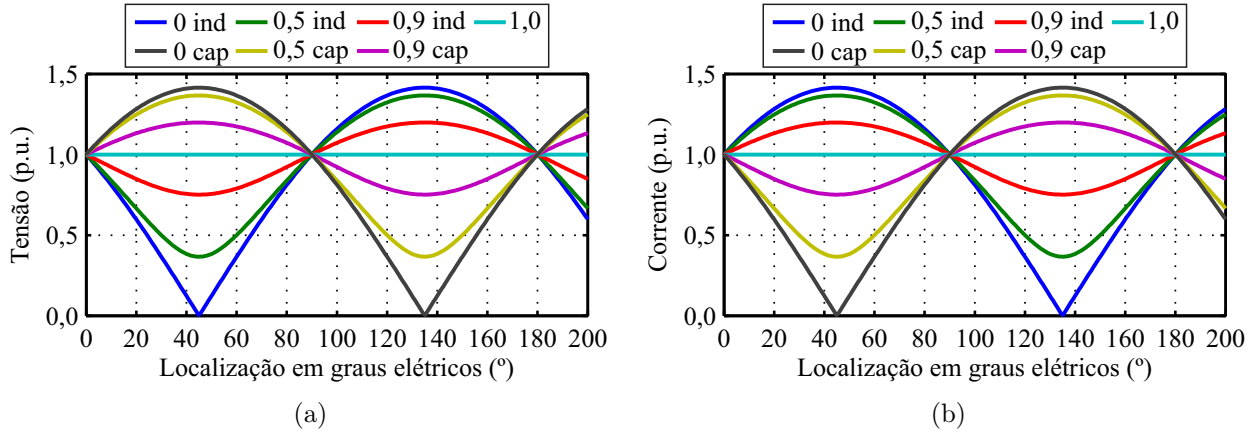 0 ind 0,5 ind 0,9 ind 1,0
0 cap 0,5 cap 0,9 cap
1,5
1,0
0,5
0,0
Tensão (p.u.)
0 20 40 60 80 100 120 140 160 180 200
Localização em graus elétricos (º)
(a)
0 ind 0,5 ind 0,9 ind 1,0
0 cap 0,5 cap 0,9 cap
1,5
1,0
0,5
0,0
Corrente (p.u.)
0 20 40 60 80 100 120 140 160 180 200
Localização em graus elétricos (º)
(b)